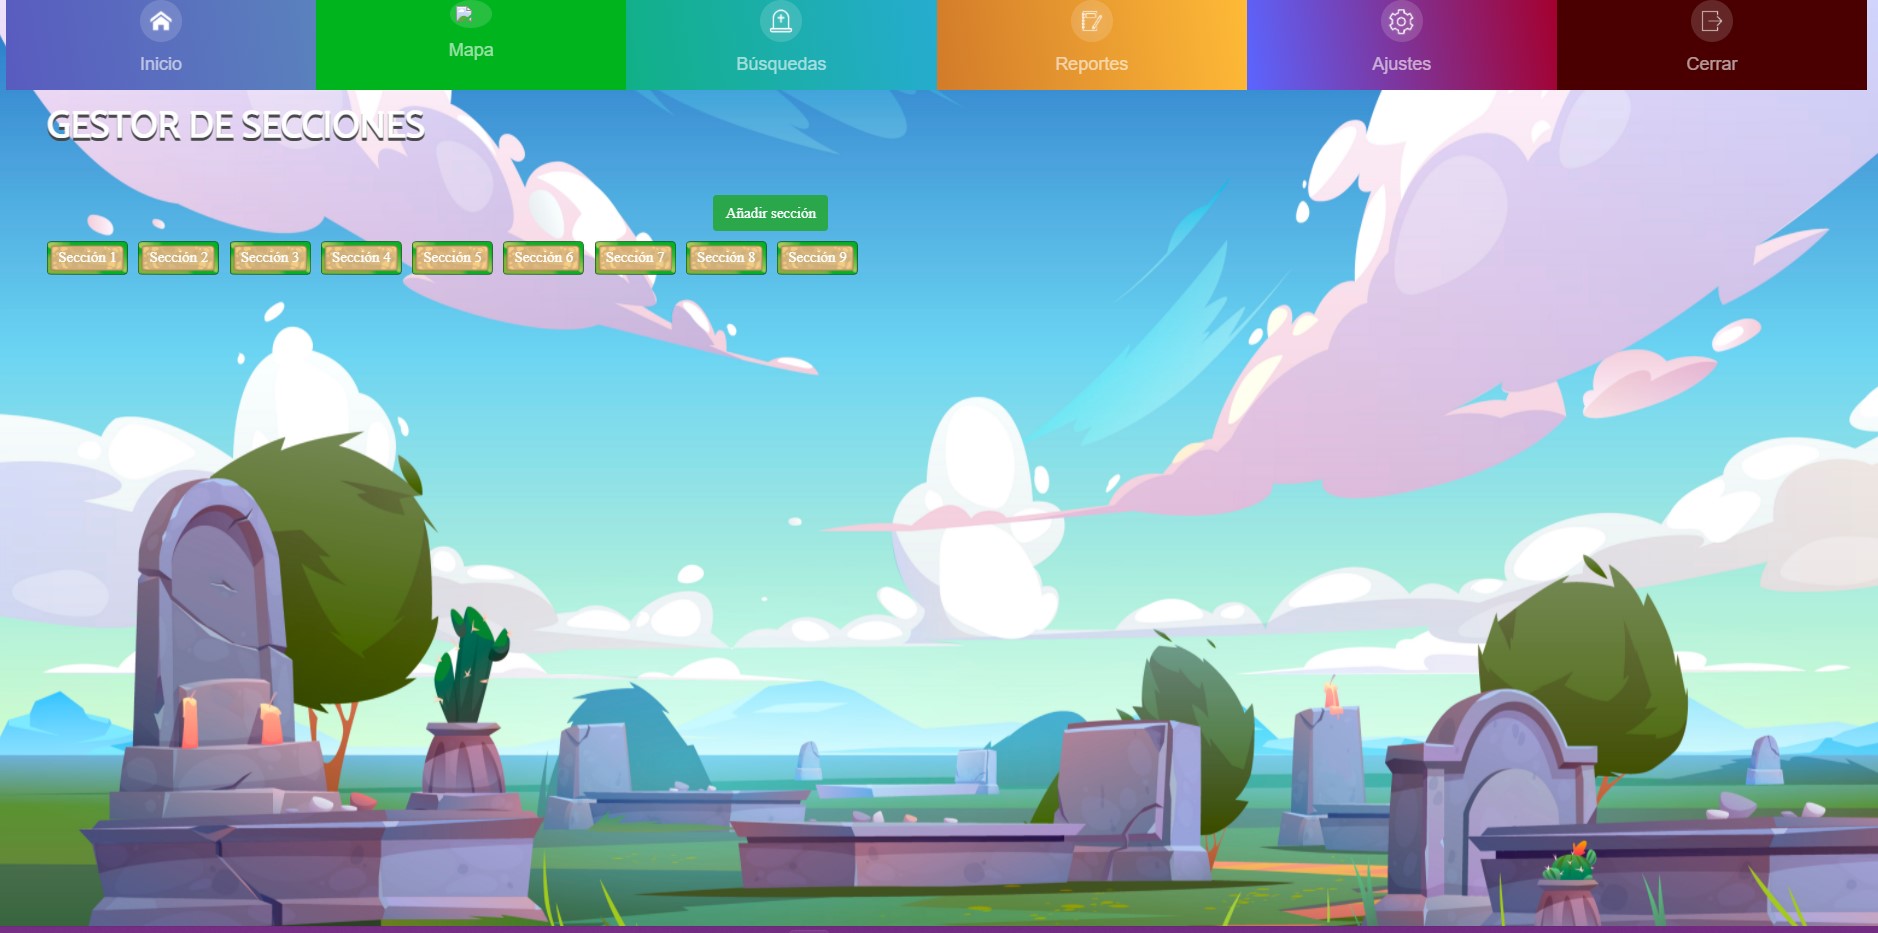 Inicio
Mapa
Búsquedas
Reportes
Ajustes
Cerrar
GESTOR DE SECCIONES
Añadir sección
Sección 1
Sección 2
Sección 3
Sección 4
Sección 5
Sección 6
Sección 7
Sección 8
Sección 9